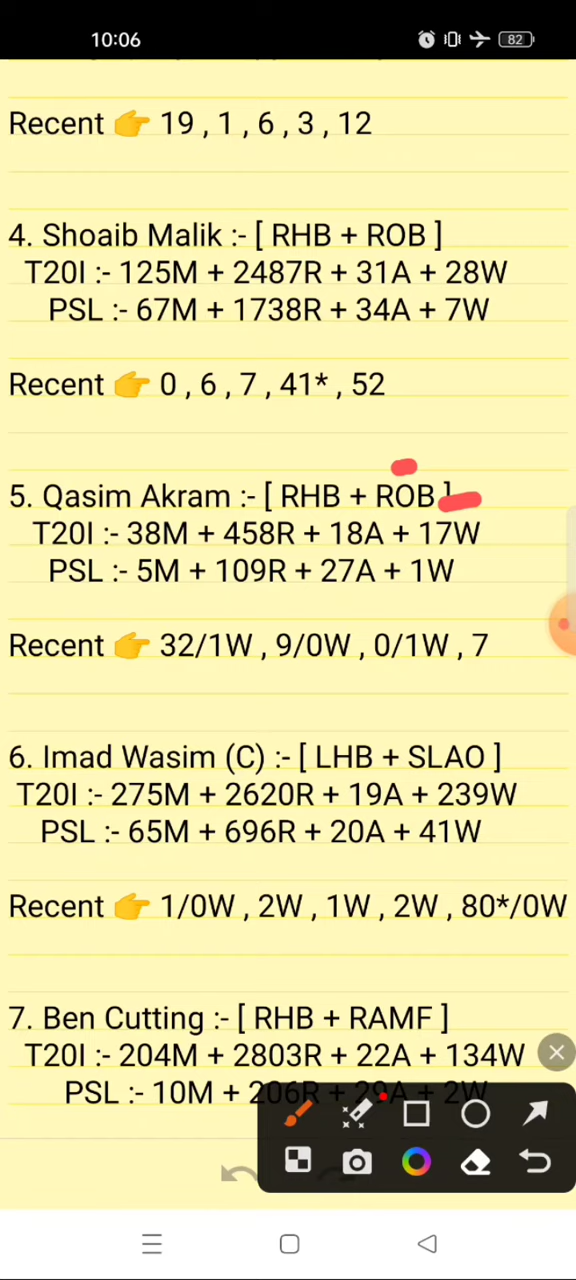 10:06
82
Recent 👉 19 , 1 , 6 , 3 , 12
4. Shoaib Malik :- [ RHB + ROB ]
T20I :- 125M + 2487R + 31A + 28W
PSL :- 67M + 1738R + 34A + 7W
Recent 👉 0 , 6 , 7 , 41* , 52
5. Qasim Akram :- [ RHB + ROB ]
T20I :- 38M + 458R + 18A + 17W
PSL :- 5M + 109R + 27A + 1W
Recent 👉 32/1W , 9/0W , 0/1W , 7
6. Imad Wasim (C) :- [ LHB + SLAO ]
T20I :- 275M + 2620R + 19A + 239W
PSL :- 65M + 696R + 20A + 41W
Recent 👉 1/0W , 2W , 1W , 2W , 80*/0W
7. Ben Cutting :- [ RHB + RAMF ]
T20I :- 204M + 2803R + 22A + 134W
PSL :- 10M + 206R + 29A + 2W